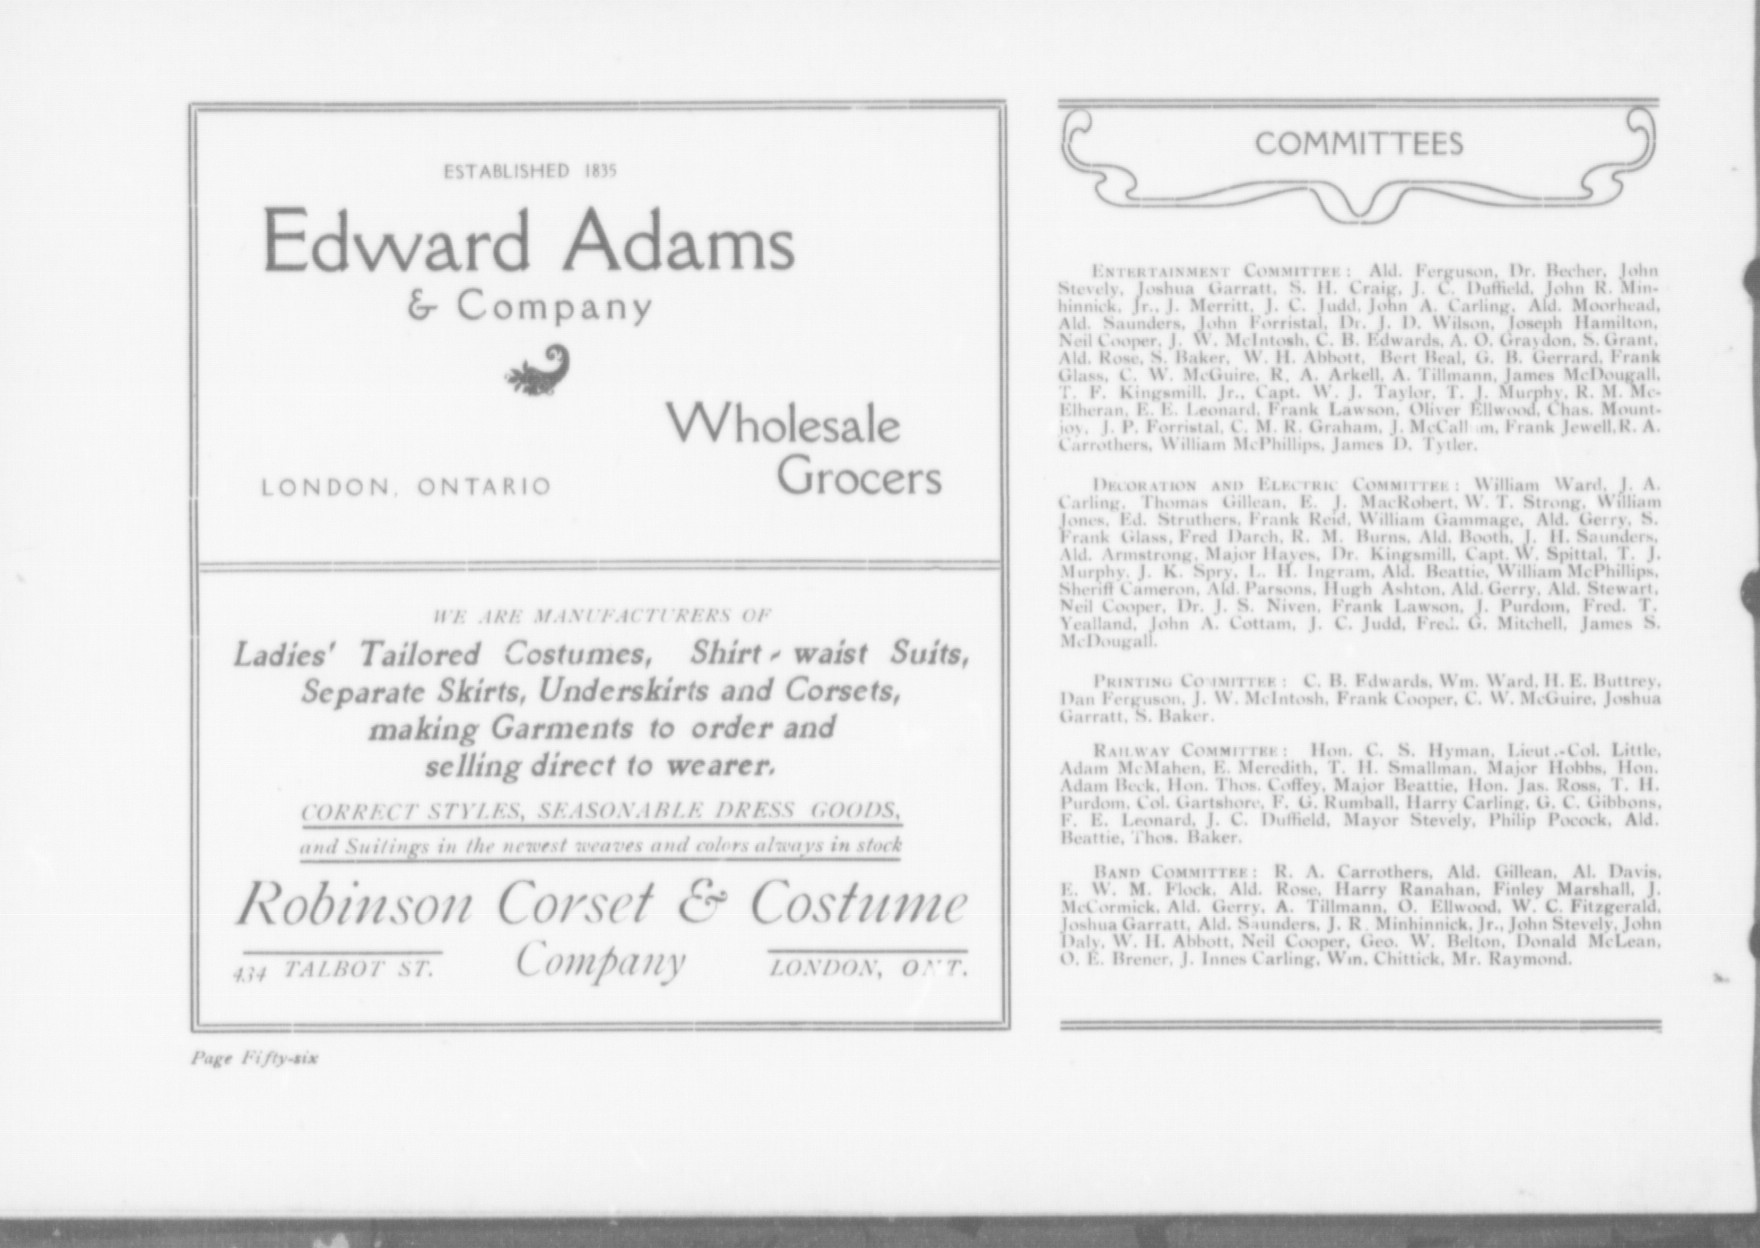 ESTABLISHED 1835
Edward Adams
& Company
Wholesale
Grocers
LONDON, ONTARIO
WE ARE MANUFACTURERS OF
Ladies' Tailored Costumes, Shirt-waist Suits,
Separate Skirts, Underskirts and Corsets,
making Garments to order and
selling direct to wearer.
CORRECT STYLES, SEASONABLE DRESS GOODS,
and Suitings in the newest weaves and colors always in stock
Robinson Corset & Costume
Company
434 TALBOT ST.
LONDON, ONT.
Page Fifty-six
COMMITTEES
ENTERTAINMENT COMMITTEE: Ald. Ferguson, Dr. Becher, John
Stevely, Joshua Garratt, S. H. Craig, J. C. Duffield, John R. Min-
hinnick, Jr., J. Merritt, J. C. Judd, John A. Carling, Ald. Moorhead,
Ald. Saunders, John Forristal, Dr. J. D. Wilson, Joseph Hamilton,
Neil Cooper, J. W. McIntosh, C. B. Edwards, A. O. Graydon, S. Grant,
Ald. Rose, S. Baker, W. H. Abbott, Bert Beal, G. B. Gerrard, Frank
Glass, C. W. McGuire, R. A. Arkell, A. Tillmann, James McDougall,
T. F. Kingsmill, Jr., Capt. W. J. Taylor, T. J. Murphy, R. M. Mc-
Elheran, E. E. Leonard, Frank Lawson, Oliver Ellwood, Chas. Mount-
joy, J. P. Forristal, C. M. R. Graham, J. McCallum, Frank Jewell, R. A.
Carrothers, William McPhillips, James D. Tytler.
DECORATION AND ELECTRIC COMMITTEE: William Ward, J. A.
Carling, Thomas Gillean, E. J. MacRobert, W. T. Strong, William
Jones, Ed. Struthers, Frank Reid, William Gammage, Ald. Gerry, S.
Frank Glass, Fred Darch, R. M. Burns, Ald. Booth, J. H. Saunders,
Ald. Armstrong, Major Hayes, Dr. Kingsmill, Capt. W. Spittal, T. J.
Murphy, J. K. Spry, L. H. Ingram, Ald. Beattie, William McPhillips,
Sheriff Cameron, Ald. Parsons, Hugh Ashton, Ald. Gerry, Ald. Stewart,
Neil Cooper, Dr. J. S. Niven, Frank Lawson, J. Purdom, Fred. T.
Yealland, John A. Cottam, J. C. Judd, Fred. G. Mitchell, James S.
McDougall.
PRINTING COMMITTEE: C. B. Edwards, Wm. Ward, H. E. Buttrey,
Dan Ferguson, J. W. McIntosh, Frank Cooper, C. W. McGuire, Joshua
Garratt, S. Baker.
RAILWAY COMMITTEE: Hon. C. S. Hyman, Lieut.-Col. Little,
Adam McMahen, E. Meredith, T. H. Smallman, Major Hobbs, Hon.
Adam Beck, Hon. Thos. Coffey, Major Beattie, Hon. Jas. Ross, T. H.
Purdom, Col. Gartshore, F. G. Rumball, Harry Carling, G. C. Gibbons,
F. E. Leonard, J. C. Duffield, Mayor Stevely, Philip Pocock, Ald.
Beattie, Thos. Baker.
BAND COMMITTEE: R. A. Carrothers, Ald. Gillean, Al. Davis,
E. W. M. Flock, Ald. Rose, Harry Ranahan, Finley Marshall, J.
McCormick, Ald. Gerry, A. Tillmann, O. Ellwood, W. C. Fitzgerald,
Joshua Garratt, Ald. Saunders, J. R. Minhinnick, Jr., John Stevely, John
Daly, W. H. Abbott, Neil Cooper, Geo. W. Belton, Donald McLean,
O. E. Brener, J. Innes Carling, Wm. Chittick, Mr. Raymond.